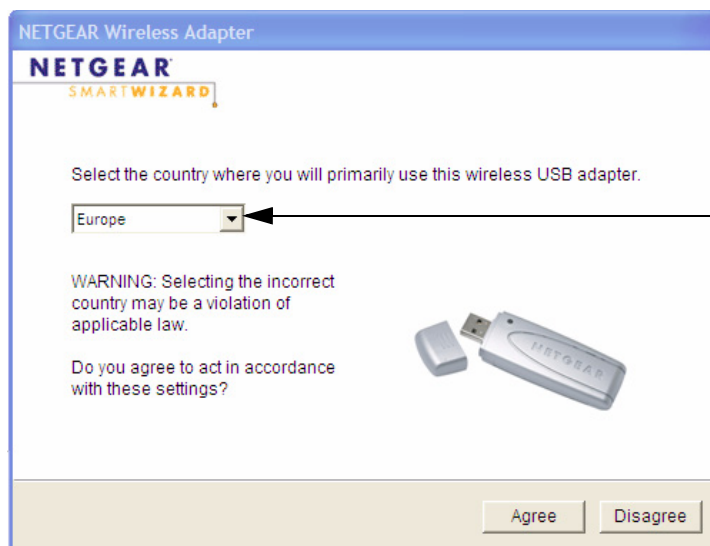 NETGEAR Wireless Adapter
NETGEAR
SMARTWIZARD
Select the country where you will primarily use this wireless USB adapter.
Europe
WARNING: Selecting the incorrect
country may be a violation of
applicable law.
Do you agree to act in accordance
with these settings?
NETGEAR
Agree
Disagree